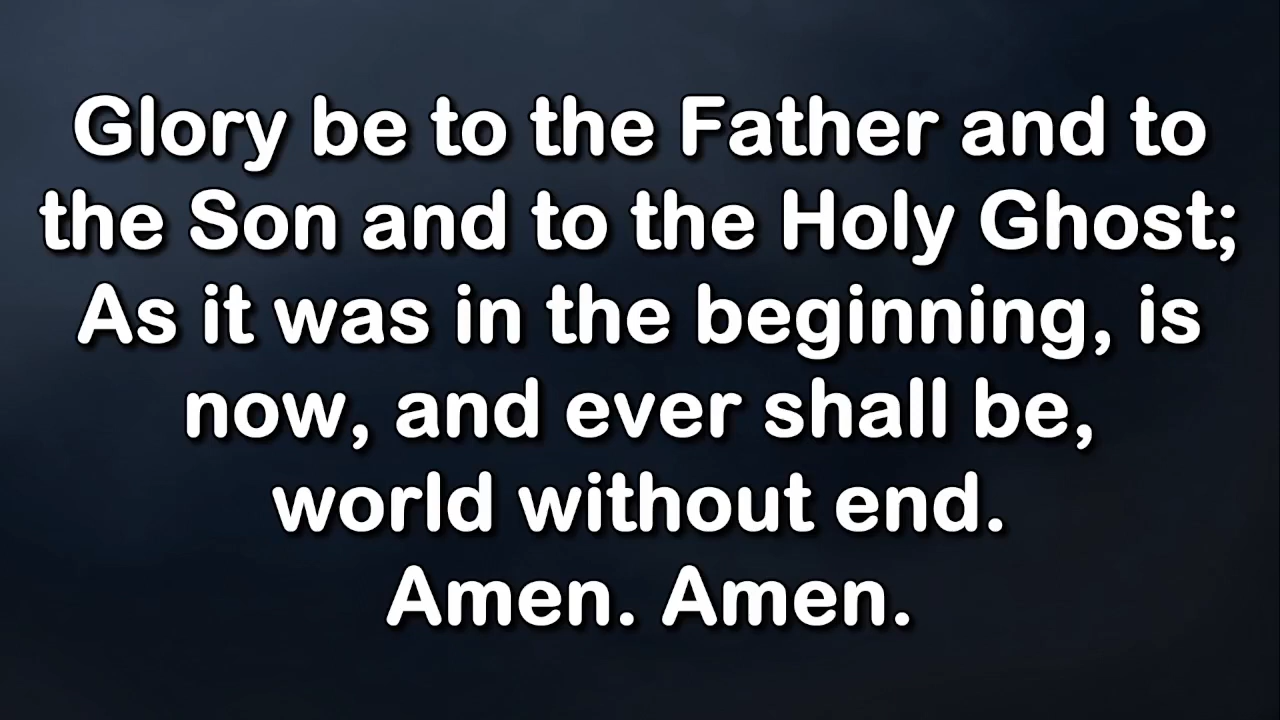 Glory be to the Father and to
the Son and to the Holy Ghost;
As it was in the beginning, is
now, and ever shall be,
world without end.
Amen. Amen.